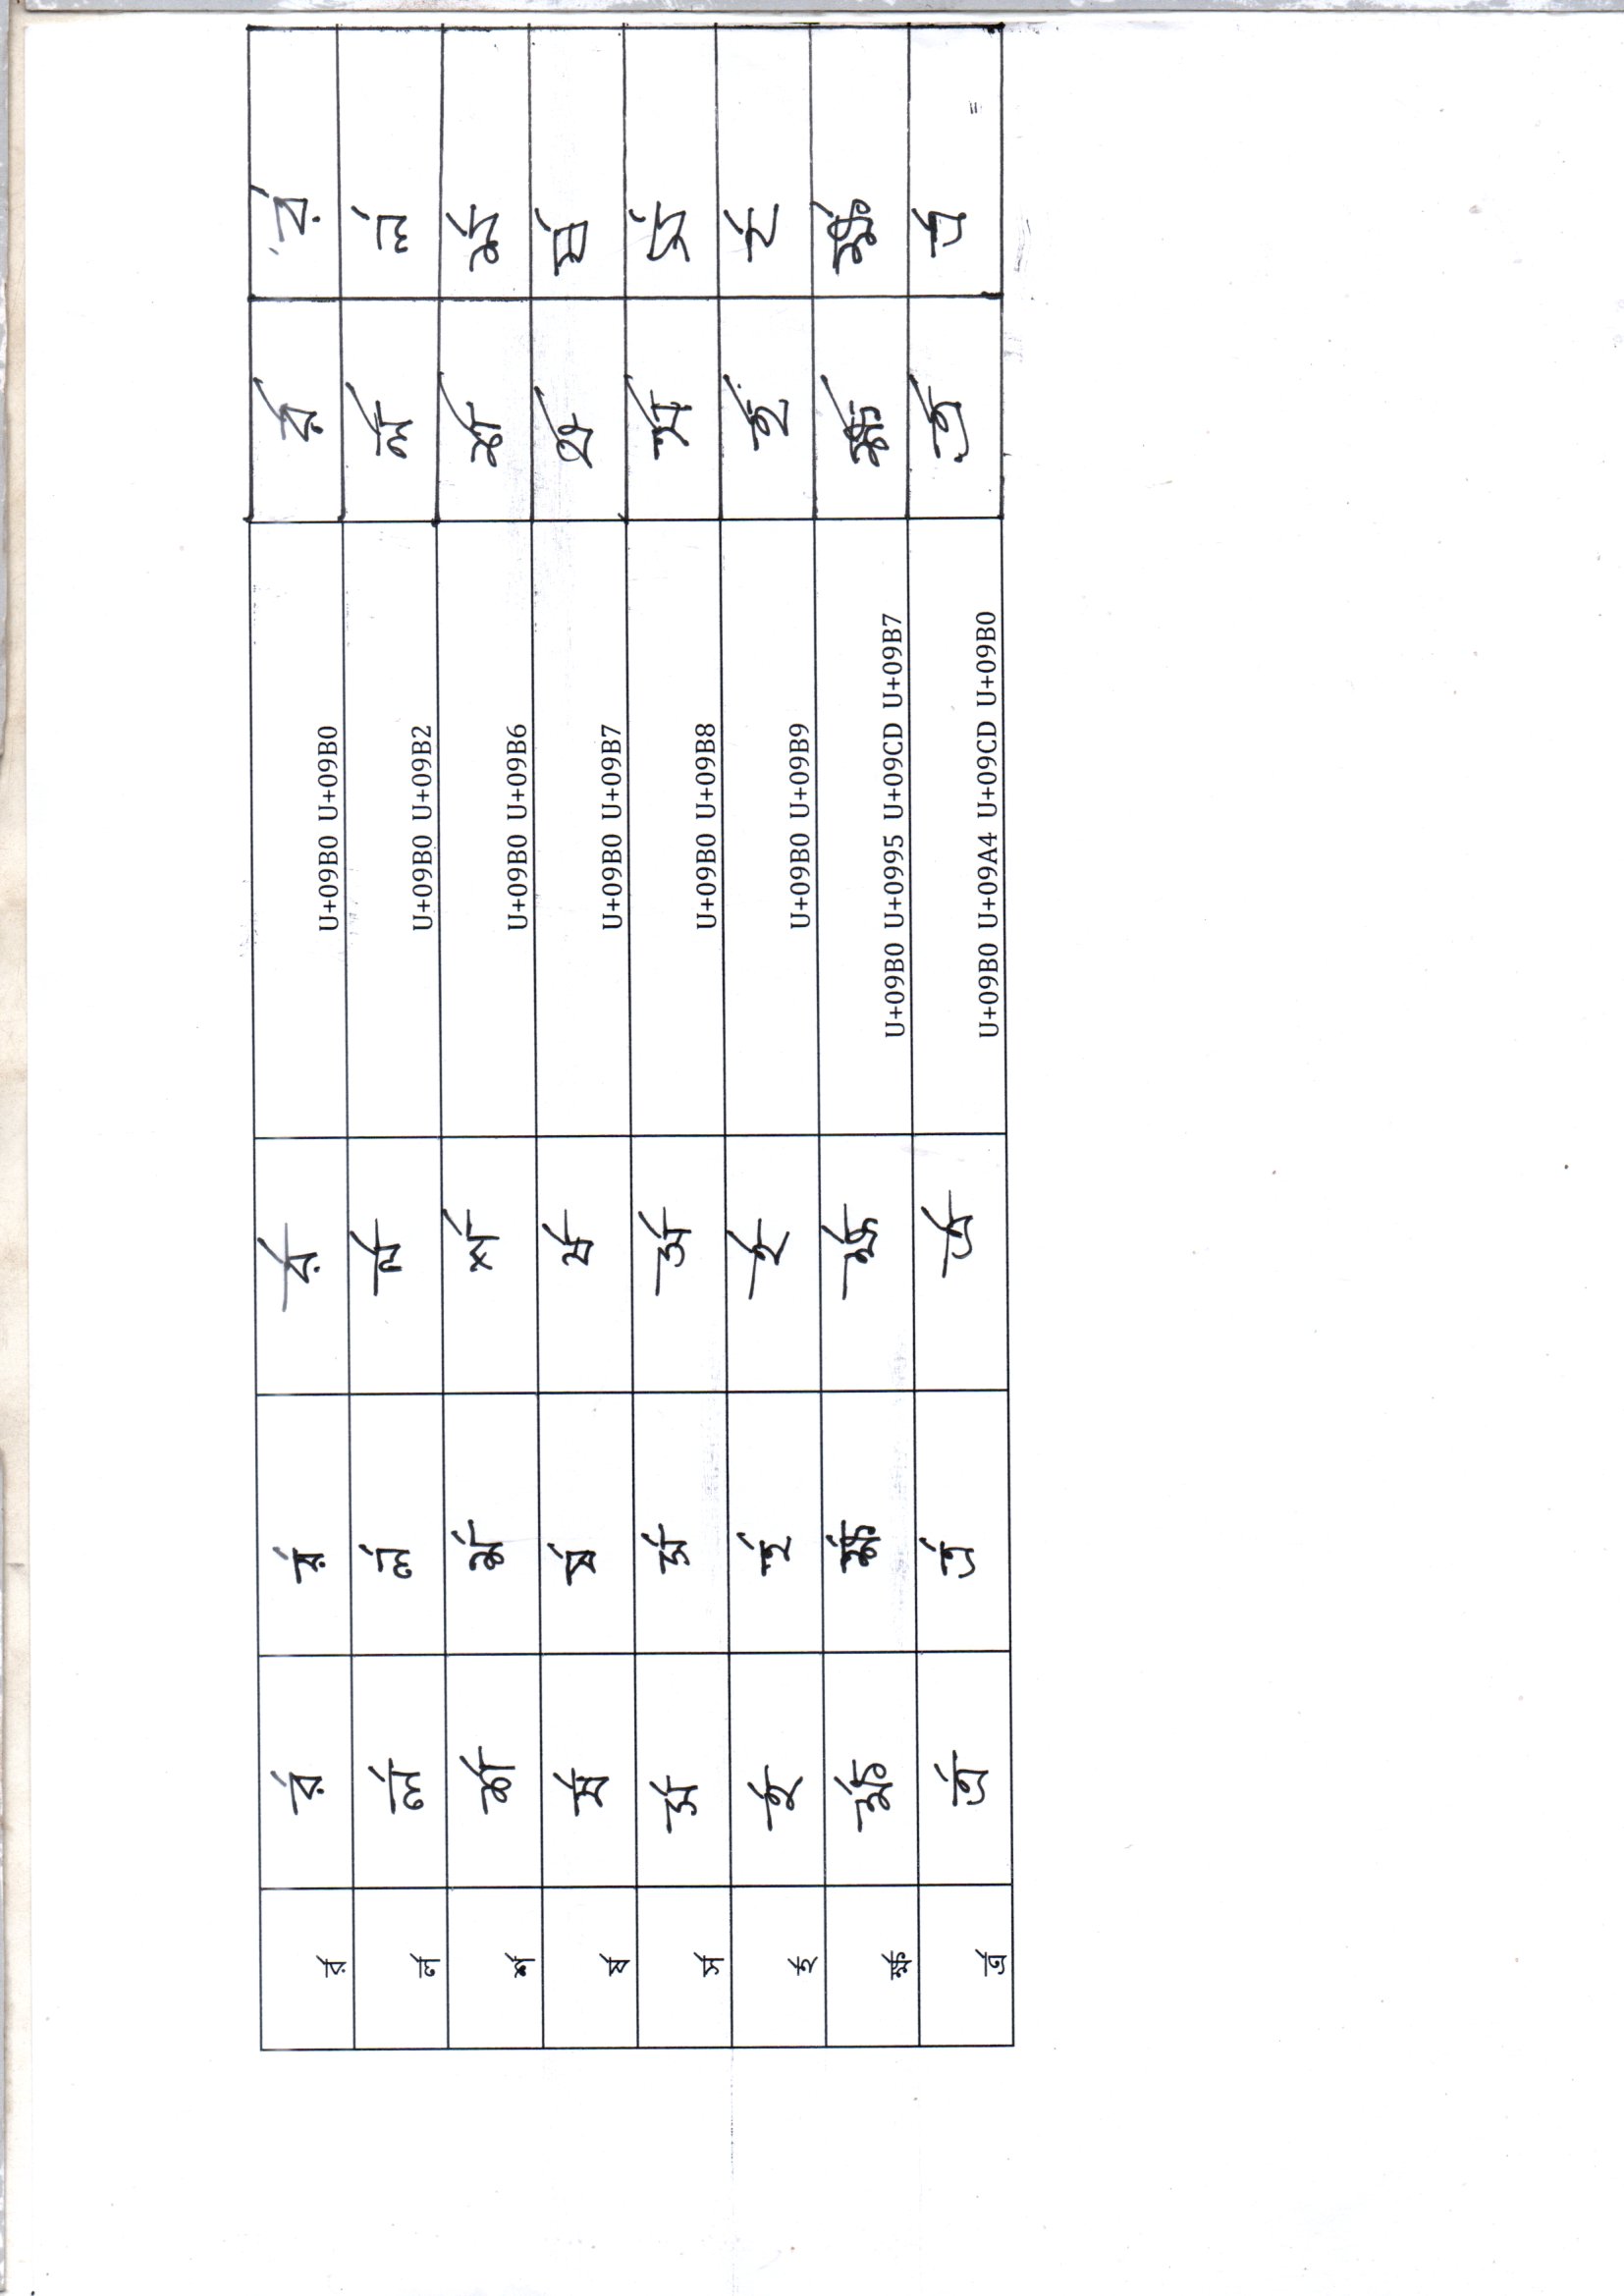 র্র র্র র্র র্র U+09B0 U+09B0 র্র র্র
র্ল র্ল র্ল র্ল U+09B0 U+09B2 র্ল র্ল
র্শ র্শ র্শ র্শ U+09B0 U+09B6 র্শ র্শ
র্ষ র্ষ র্ষ র্ষ U+09B0 U+09B7 র্ষ র্ষ
র্স র্স র্স র্স U+09B0 U+09B8 র্স র্স
র্হ র্হ র্হ র্হ U+09B0 U+09B9 র্হ র্হ
র্ক্ষ র্ক্ষ র্ক্ষ র্ক্ষ U+09B0 U+0995 U+09CD U+09B7 র্ক্ষ র্ক্ষ
র্ত্র র্ত্র র্ত্র র্ত্র U+09B0 U+09A4 U+09CD U+09B0 র্ত্র র্ত্র